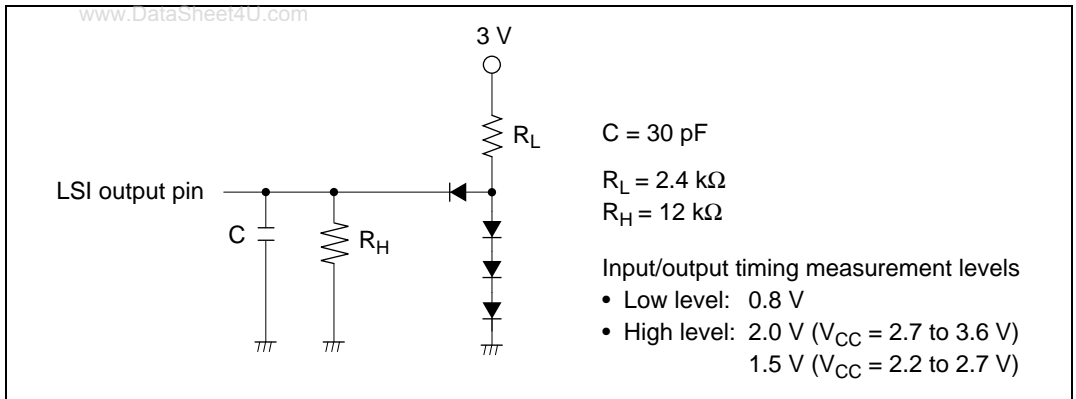 www.DataSheet4U.com
3 V
R_L
C = 30 pF
LSI output pin
R_L = 2.4 kΩ
R_H = 12 kΩ
C
R_H
Input/output timing measurement levels
• Low level: 0.8 V
• High level: 2.0 V (V_CC = 2.7 to 3.6 V)
1.5 V (V_CC = 2.2 to 2.7 V)